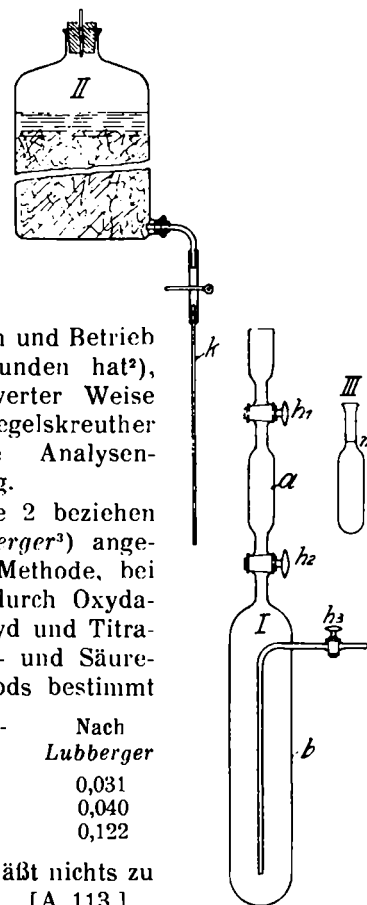 II
k
n und Betrieb
unden hat²),
verter Weise
egelskreuther
e Analysen-
g.
e 2 beziehen
erger³) ange-
Methode, bei
durch Oxyda-
yd und Titra-
- und Säure-
ods bestimmt
- Nach
Lubberger
0,031
0,040
0,122
äßt nichts zu
[A. 113.]
h₁
a
h₂
I
h₃
b
III